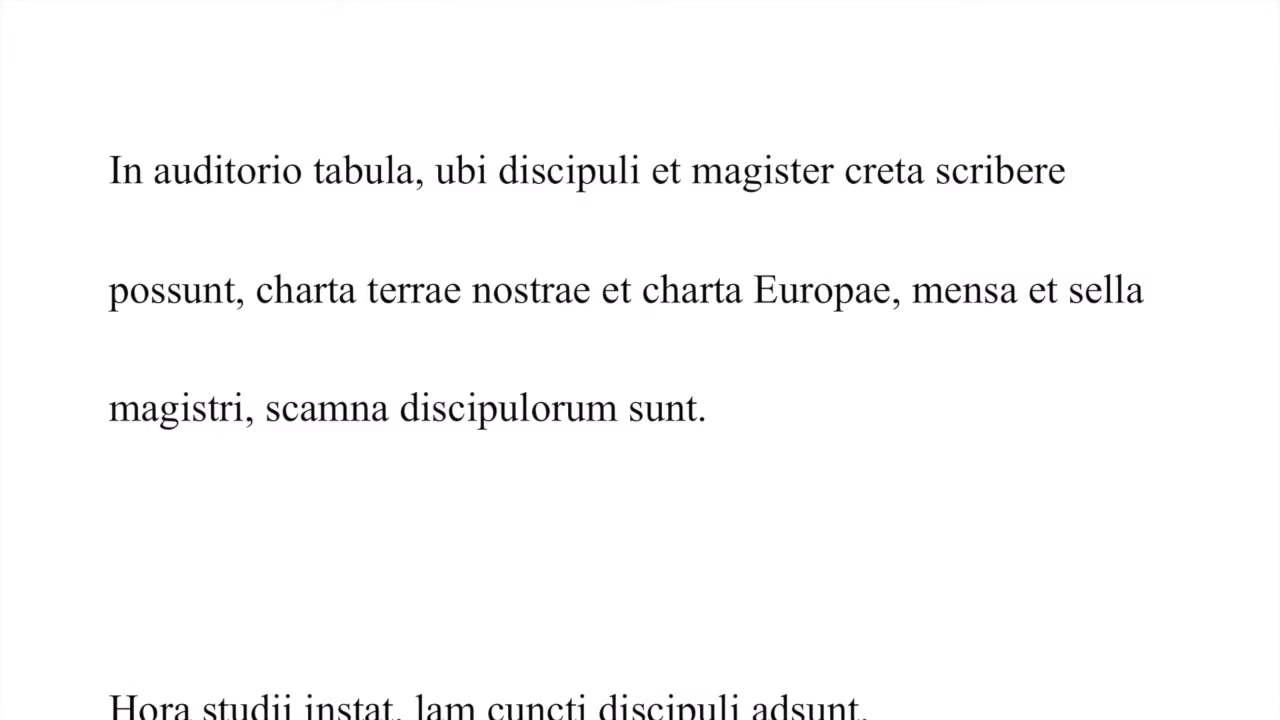 In auditorio tabula, ubi discipuli et magister creta scribere
possunt, charta terrae nostrae et charta Europae, mensa et sella
magistri, scamna discipulorum sunt.
Hora studii instat. Iam cuncti discipuli adsunt.